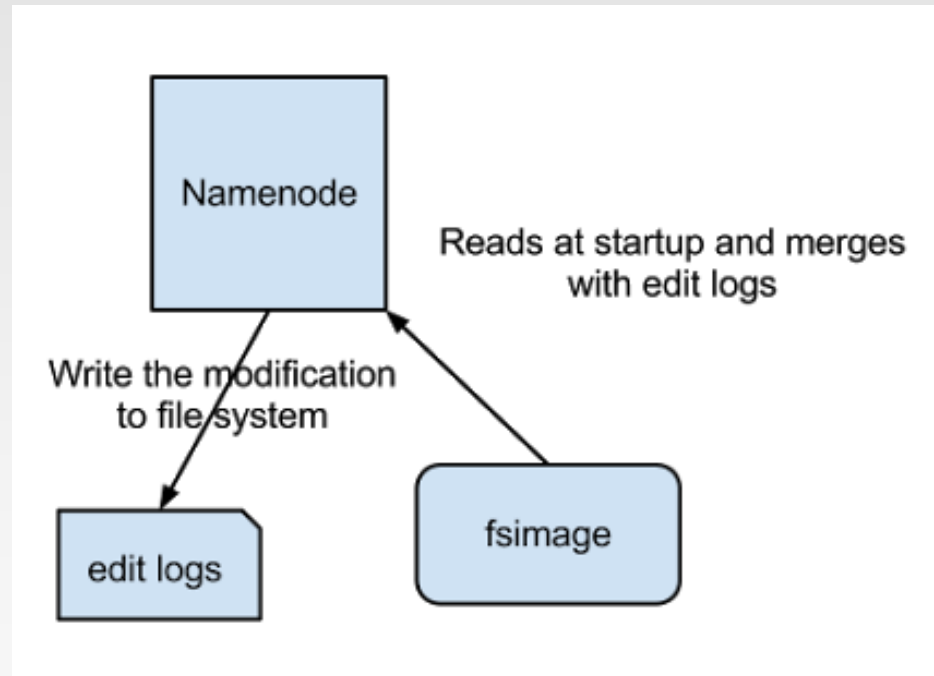 Namenode
Reads at startup and merges
with edit logs
Write the modification
to file system
edit logs
fsimage